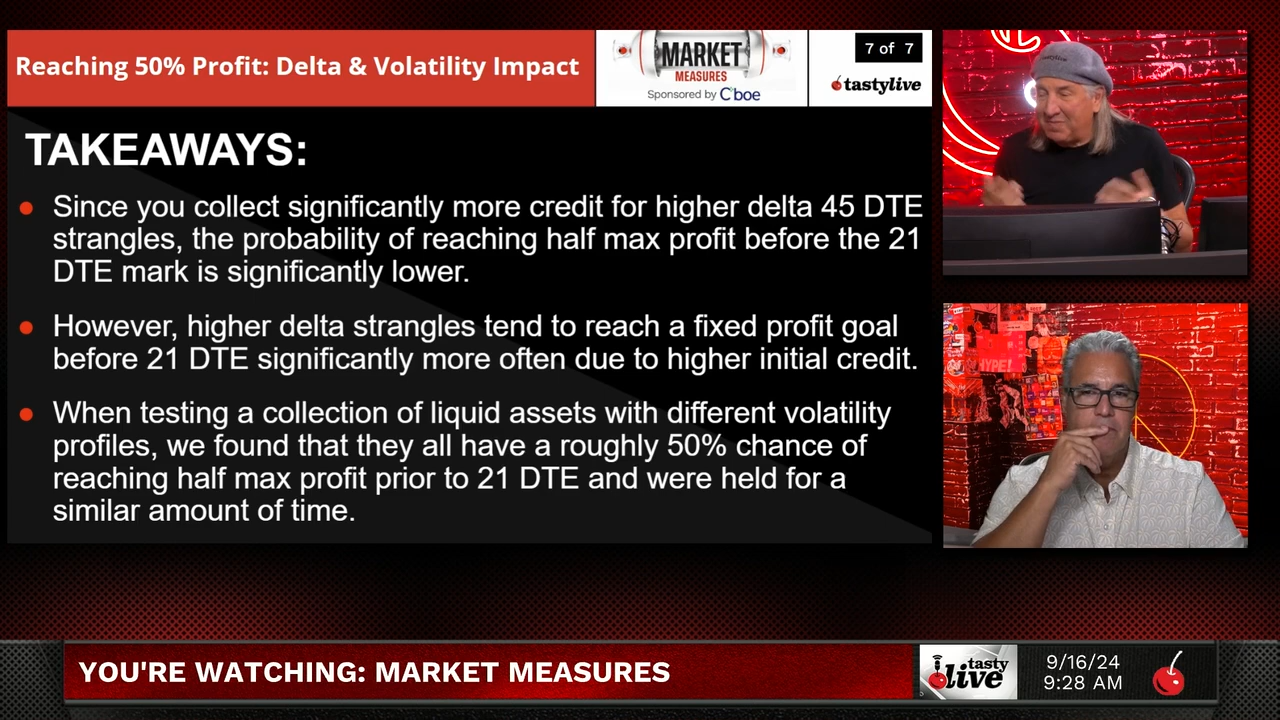 Reaching 50% Profit: Delta & Volatility Impact
MARKET
MEASURES
Sponsored by Cboe
7 of 7
tastylive
TAKEAWAYS:
Since you collect significantly more credit for higher delta 45 DTE
strangles, the probability of reaching half max profit before the 21
DTE mark is significantly lower.
However, higher delta strangles tend to reach a fixed profit goal
before 21 DTE significantly more often due to higher initial credit.
When testing a collection of liquid assets with different volatility
profiles, we found that they all have a roughly 50% chance of
reaching half max profit prior to 21 DTE and were held for a
similar amount of time.
HYPE!
YOU'RE WATCHING: MARKET MEASURES
tasty
live
9/16/24
9:28 AM